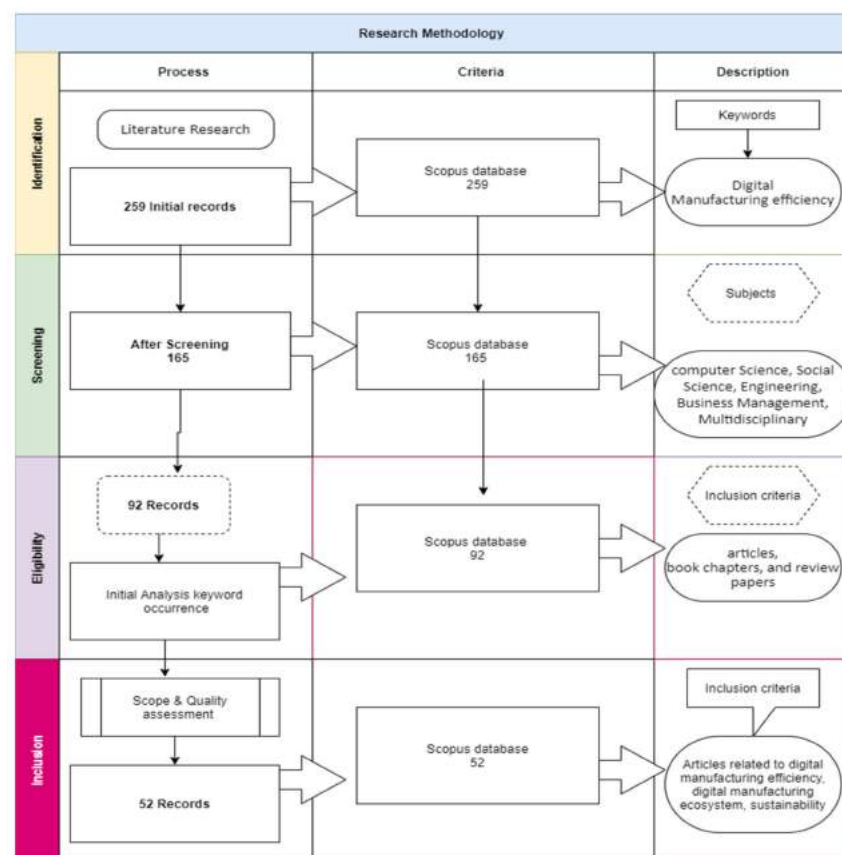 Research Methodology
Process
Criteria
Description
Identification
Literature Research
259 Initial records
Scopus database
259
Keywords
Digital
Manufacturing efficiency
Screening
After Screening
165
Scopus database
165
Subjects
computer Science, Social
Science, Engineering,
Business Management,
Multidisciplinary
Eligibility
92 Records
Initial Analysis keyword
occurrence
Scopus database
92
Inclusion criteria
articles,
book chapters, and review
papers
Inclusion
Scope & Quality
assessment
52 Records
Scopus database
52
Inclusion criteria
Articles related to digital
manufacturing efficiency,
digital manufacturing
ecosystem, sustainability